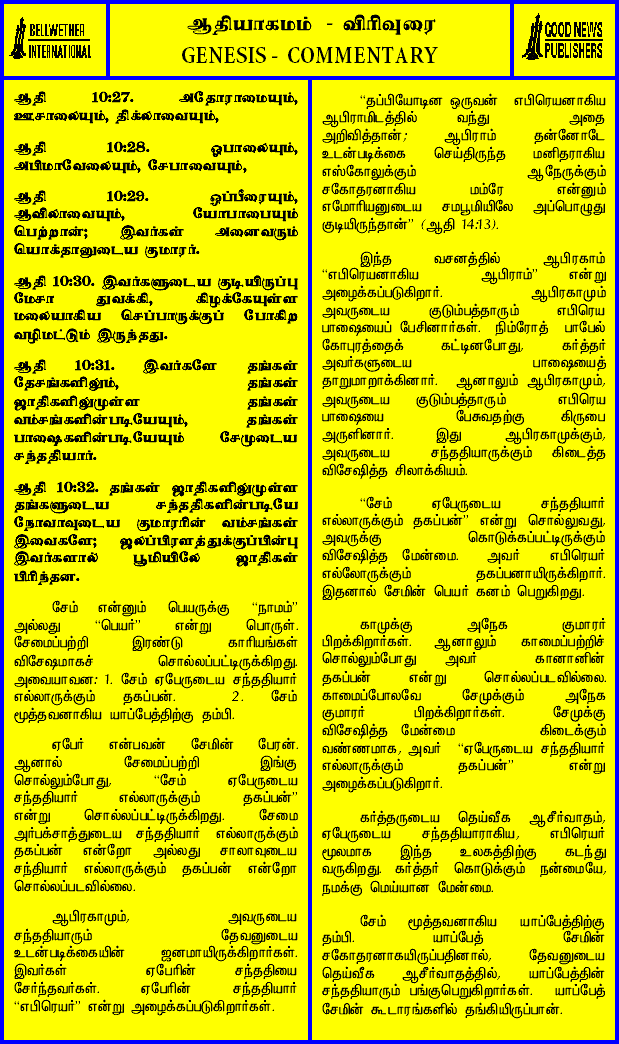 BELLWETHER
INTERNATIONAL
ஆதியாகமம் - விரிவுரை
GENESIS - COMMENTARY
GOOD NEWS
PUBLISHERS
ஆதி 10:27. அதோராமையும்,
ஊசாலையும், திக்லாவையும்,
ஆதி 10:28. ஓபாலையும்,
அபிமாவேலையும், சேபாவையும்,
ஆதி 10:29. ஒப்பீரையும்,
ஆவிலாவையும், யோபாபையும்
பெற்றான்; இவர்கள் அனைவரும்
யொக்தானுடைய குமாரர்.
ஆதி 10:30. இவர்களுடைய குடியிருப்பு
மேசா துவக்கி, கிழக்கேயுள்ள
மலையாகிய செப்பாருக்குப் போகிற
வழிமட்டும் இருந்தது.
ஆதி 10:31. இவர்களே தங்கள்
தேசங்களிலும், தங்கள்
ஜாதிகளிலுமுள்ள தங்கள்
வம்சங்களின்படியேயும், தங்கள்
பாஷைகளின்படியேயும் சேமுடைய
சந்ததியார்.
ஆதி 10:32. தங்கள் ஜாதிகளிலுமுள்ள
தங்களுடைய சந்ததிகளின்படியே
நோவாவுடைய குமாரரின் வம்சங்கள்
இவைகளே; ஜலப்பிரளத்துக்குப்பின்பு
இவர்களால் பூமியிலே ஜாதிகள்
பிரிந்தன.
சேம் என்னும் பெயருக்கு “நாமம்”
அல்லது “பெயர்” என்று பொருள்.
சேமைப்பற்றி இரண்டு காரியங்கள்
விசேஷமாகச் சொல்லப்பட்டிருக்கிறது.
அவையாவன: 1. சேம் ஏபேருடைய சந்ததியார்
எல்லாருக்கும் தகப்பன். 2. சேம்
மூத்தவனாகிய யாப்பேத்திற்கு தம்பி.
ஏபேர் என்பவன் சேமின் பேரன்.
ஆனால் சேமைப்பற்றி இங்கு
சொல்லும்போது, “சேம் ஏபேருடைய
சந்ததியார் எல்லாருக்கும் தகப்பன்”
என்று சொல்லப்பட்டிருக்கிறது. சேமை
அர்பக்சாத்துடைய சந்ததியார் எல்லாருக்கும்
தகப்பன் என்றோ அல்லது சாலாவுடைய
சந்தியார் எல்லாருக்கும் தகப்பன் என்றோ
சொல்லப்படவில்லை.
ஆபிரகாமும், அவருடைய
சந்ததியாரும் தேவனுடைய
உடன்படிக்கையின் ஜனமாயிருக்கிறார்கள்.
இவர்கள் ஏபேரின் சந்ததியை
சேர்ந்தவர்கள். ஏபேரின் சந்ததியார்
“எபிரெயர்” என்று அழைக்கப்படுகிறார்கள்.
“தப்பியோடின ஒருவன் எபிரெயனாகிய
ஆபிராமிடத்தில் வந்து அதை
அறிவித்தான்; ஆபிராம் தன்னோடே
உடன்படிக்கை செய்திருந்த மனிதராகிய
எஸ்கோலுக்கும் ஆநேருக்கும்
சகோதரனாகிய மம்ரே என்னும்
எமோரியனுடைய சமபூமியிலே அப்பொழுது
குடியிருந்தான்” (ஆதி 14:13).
இந்த வசனத்தில் ஆபிரகாம்
“எபிரெயனாகிய ஆபிராம்” என்று
அழைக்கப்படுகிறார். ஆபிரகாமும்
அவருடைய குடும்பத்தாரும் எபிரெய
பாஷையைப் பேசினார்கள். நிம்ரோத் பாபேல்
கோபுரத்தைக் கட்டினபோது, கர்த்தர்
அவர்களுடைய பாஷையைத்
தாறுமாறாக்கினார். ஆனாலும் ஆபிரகாமும்,
அவருடைய குடும்பத்தாரும் எபிரெய
பாஷையை பேசுவதற்கு கிருபை
அருளினார். இது ஆபிரகாமுக்கும்,
அவருடைய சந்ததியாருக்கும் கிடைத்த
விசேஷித்த சிலாக்கியம்.
“சேம் ஏபேருடைய சந்ததியார்
எல்லாருக்கும் தகப்பன்” என்று சொல்லுவது,
அவருக்கு கொடுக்கப்பட்டிருக்கும்
விசேஷித்த மேன்மை. அவர் எபிரெயர்
எல்லோருக்கும் தகப்பனாயிருக்கிறார்.
இதனால் சேமின் பெயர் கனம் பெறுகிறது.
காமுக்கு அநேக குமாரர்
பிறக்கிறார்கள். ஆனாலும் காமைப்பற்றிச்
சொல்லும்போது அவர் கானானின்
தகப்பன் என்று சொல்லப்படவில்லை.
காமைப்போலவே சேமுக்கும் அநேக
குமாரர் பிறக்கிறார்கள். சேமுக்கு
விசேஷித்த மேன்மை கிடைக்கும்
வண்ணமாக, அவர் “ஏபேருடைய சந்ததியார்
எல்லாருக்கும் தகப்பன்” என்று
அழைக்கப்படுகிறார்.
கர்த்தருடைய தெய்வீக ஆசீர்வாதம்,
ஏபேருடைய சந்ததியாராகிய, எபிரெயர்
மூலமாக இந்த உலகத்திற்கு கடந்து
வருகிறது. கர்த்தர் கொடுக்கும் நன்மையே,
நமக்கு மெய்யான மேன்மை.
சேம் மூத்தவனாகிய யாப்பேத்திற்கு
தம்பி. யாப்பேத் சேமின்
சகோதரனாகயிருப்பதினால், தேவனுடைய
தெய்வீக ஆசீர்வாதத்தில், யாப்பேத்தின்
சந்ததியாரும் பங்குபெறுகிறார்கள். யாப்பேத்
சேமின் கூடாரங்களில் தங்கியிருப்பான்.